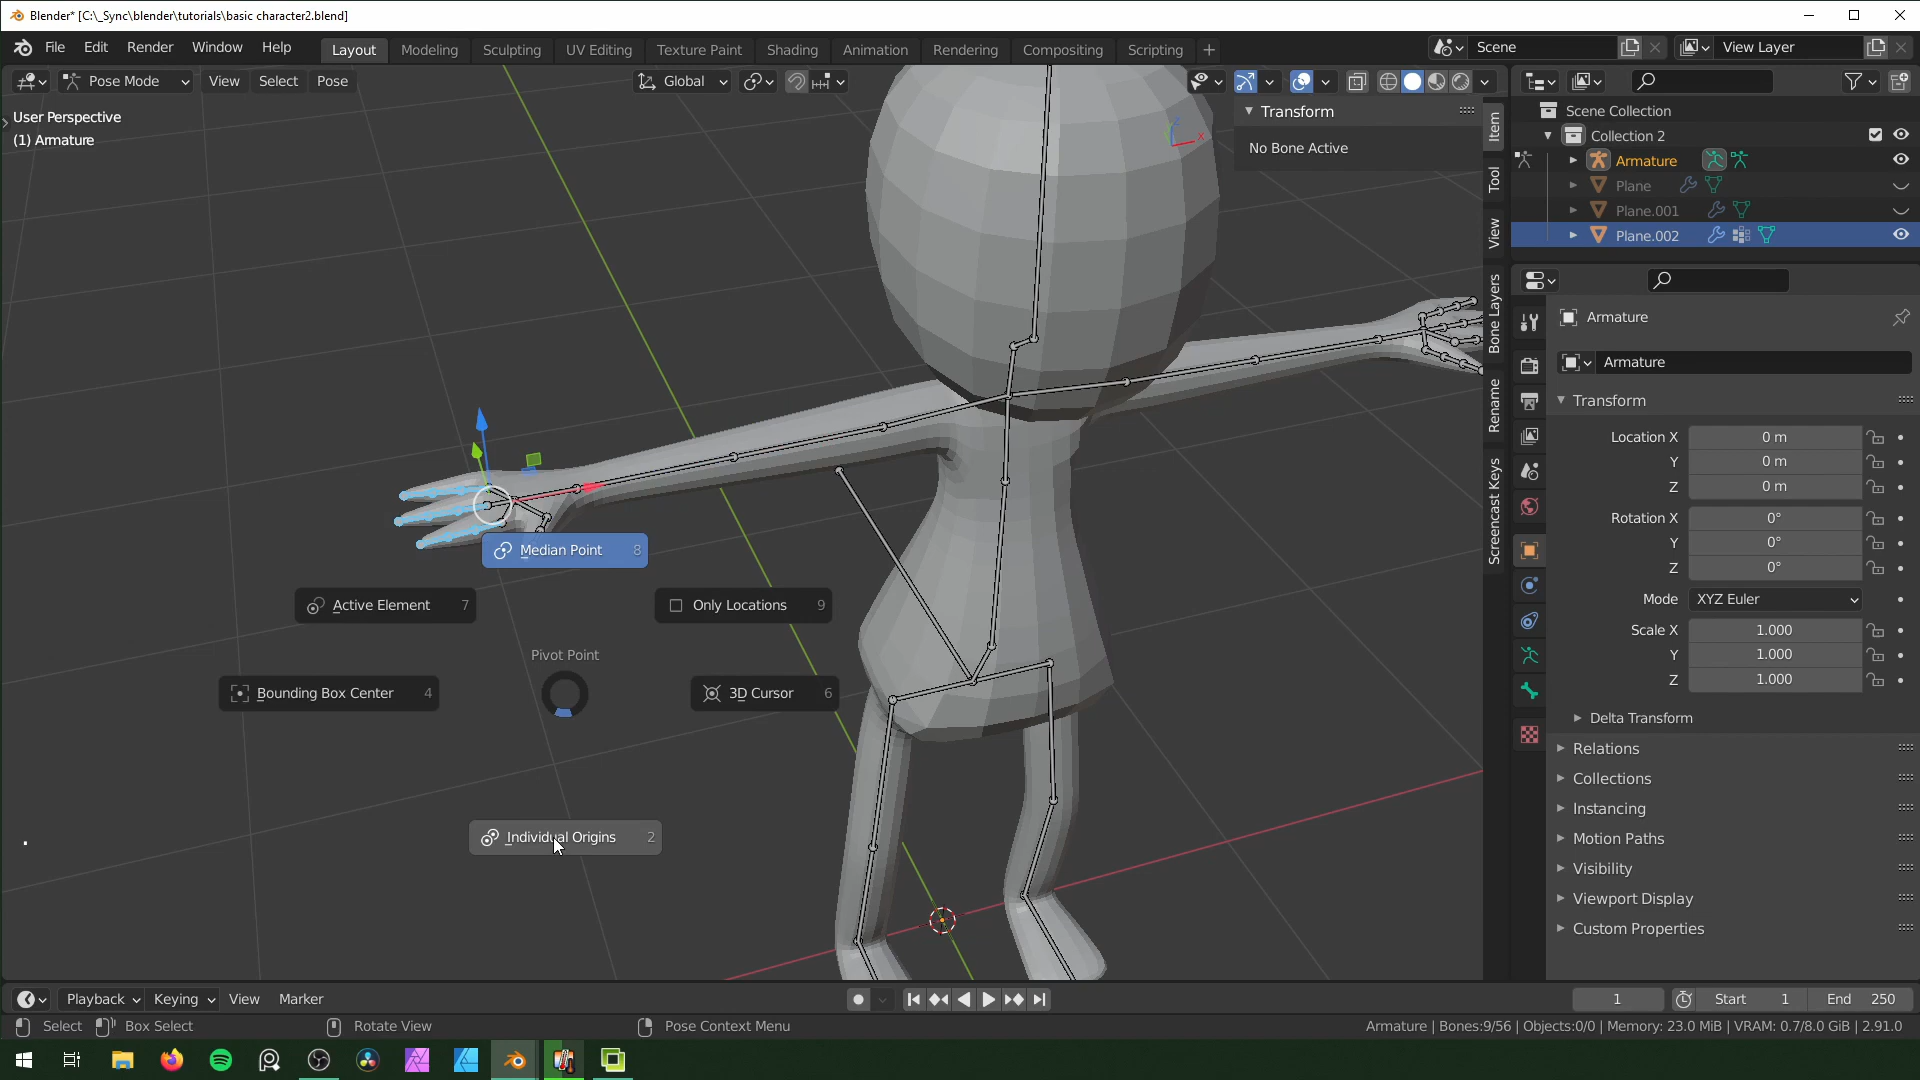 Blender* [C:\_Sync\blender\tutorials\basic character2.blend]
File Edit Render Window Help Layout Modeling Sculpting UV Editing Texture Paint Shading Animation Rendering Compositing Scripting + Scene View Layer
Pose Mode View Select Pose Global
User Perspective
(1) Armature
Transform
No Bone Active
Item
Tool
View
Bone Layers
Rename
Screencast Keys
X
Z
Scene Collection
Collection 2
Armature
Plane
Plane.001
Plane.002
Armature
Armature
Transform
Location X 0 m
Y 0 m
Z 0 m
Rotation X 0°
Y 0°
Z 0°
Mode XYZ Euler
Scale X 1.000
Y 1.000
Z 1.000
Delta Transform
Relations
Collections
Instancing
Motion Paths
Visibility
Viewport Display
Custom Properties
Median Point 8
Active Element 7
Only Locations 9
Pivot Point
Bounding Box Center 4
3D Cursor 6
Individual Origins 2
.
Playback Keying View Marker 1 Start 1 End 250
Select Box Select Rotate View Pose Context Menu Armature | Bones:9/56 | Objects:0/0 | Memory: 23.0 MiB | VRAM: 0.7/8.0 GiB | 2.91.0